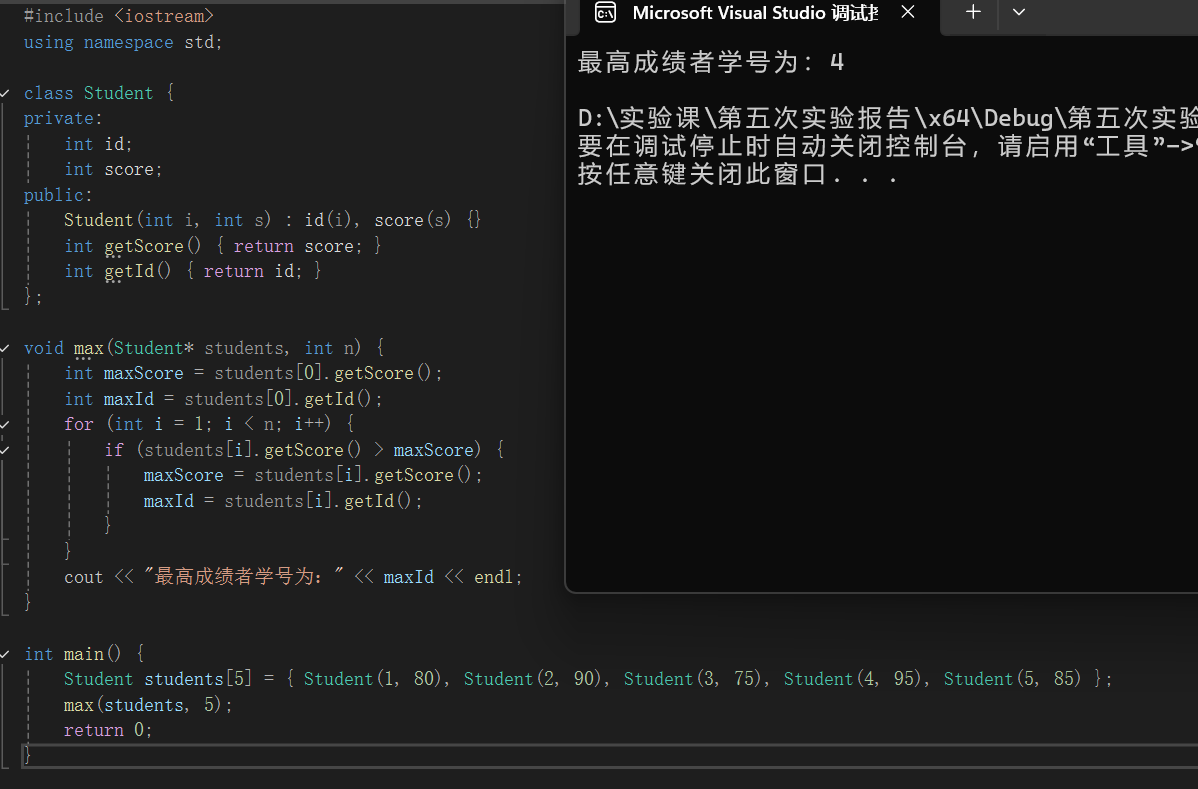 #include <iostream>
using namespace std;
class Student {
private:
int id;
int score;
public:
Student(int i, int s) : id(i), score(s) {}
int getScore() { return score; }
int getId() { return id; }
};
void max(Student* students, int n) {
int maxScore = students[0].getScore();
int maxId = students[0].getId();
for (int i = 1; i < n; i++) {
if (students[i].getScore() > maxScore) {
maxScore = students[i].getScore();
maxId = students[i].getId();
}
}
cout << "最高成绩者学号为：" << maxId << endl;
}
int main() {
Student students[5] = { Student(1, 80), Student(2, 90), Student(3, 75), Student(4, 95), Student(5, 85) };
max(students, 5);
return 0;
}
Microsoft Visual Studio 调试
最高成绩者学号为：4
D:\实验课\第五次实验报告\x64\Debug\第五次实验
要在调试停止时自动关闭控制台，请启用“工具”->
按任意键关闭此窗口. . .